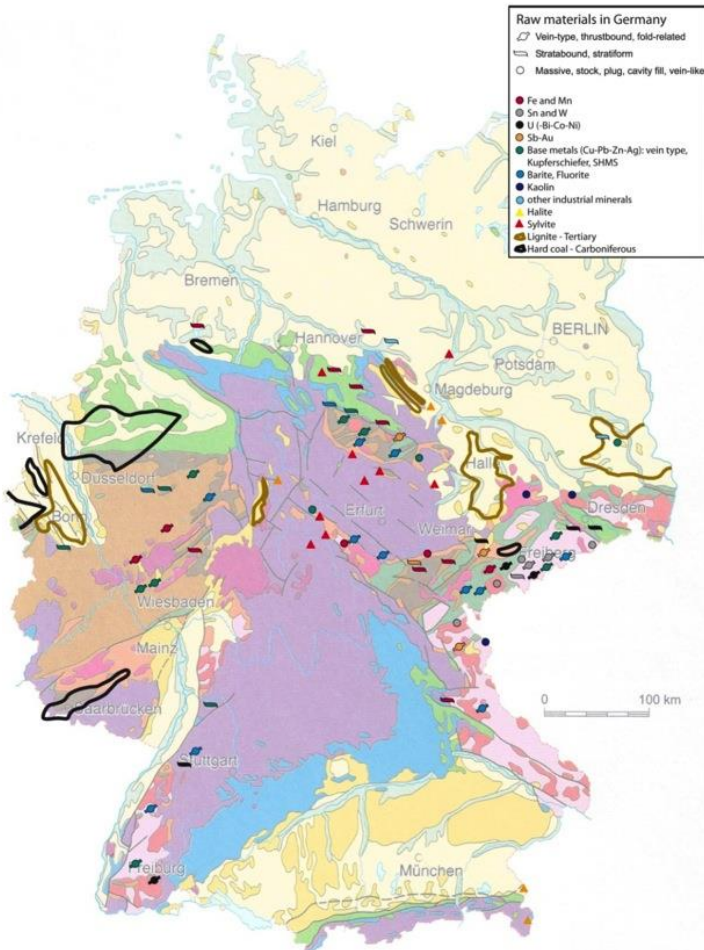 Raw materials in Germany
Vein-type, thrustbound, fold-related
Stratabound, stratiform
Massive, stock, plug, cavity fill, vein-like
Fe and Mn
Sn and W
U (-Bi-Co-Ni)
Sb-Au
Base metals (Cu-Pb-Zn-Ag): vein type,
Kupferschiefer, SHMS
Barite, Fluorite
Kaolin
other industrial minerals
Halite
Sylvite
Lignite - Tertiary
Hard coal - Carboniferous
Kiel
Hamburg
Schwerin
Bremen
Hannover
BERLIN
Potsdam
Magdeburg
Krefeld
Düsseldorf
Halle
Bonn
Erfurt
Weimar
Dresden
Freiberg
Wiesbaden
Mainz
0 100 km
Saarbrücken
Stuttgart
Freiburg
München